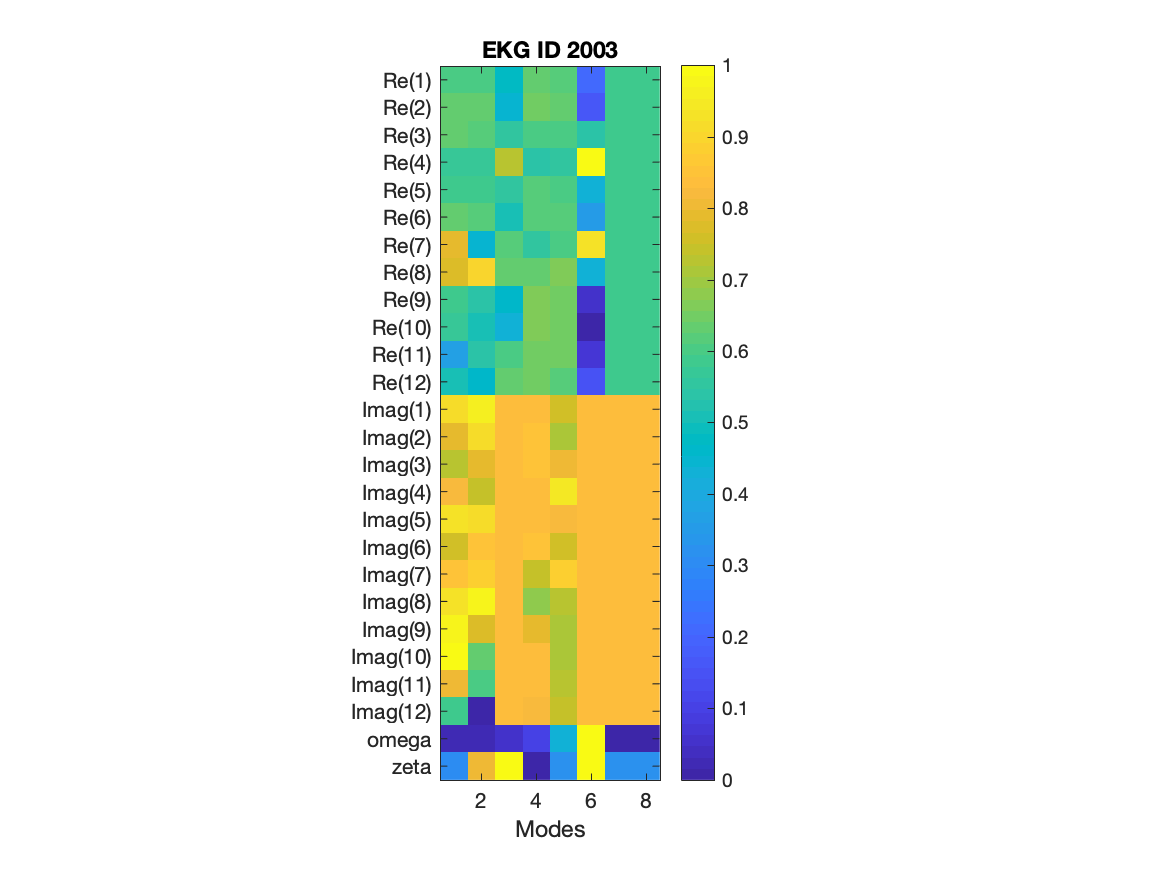 EKG ID 2003
Re(1)
Re(2)
Re(3)
Re(4)
Re(5)
Re(6)
Re(7)
Re(8)
Re(9)
Re(10)
Re(11)
Re(12)
Imag(1)
Imag(2)
Imag(3)
Imag(4)
Imag(5)
Imag(6)
Imag(7)
Imag(8)
Imag(9)
Imag(10)
Imag(11)
Imag(12)
omega
zeta
2 4 6 8
Modes
1
0.9
0.8
0.7
0.6
0.5
0.4
0.3
0.2
0.1
0